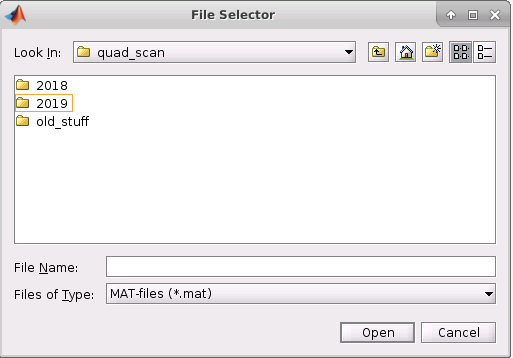 File Selector
Look In: quad_scan
2018
2019
old_stuff
File Name:
Files of Type: MAT-files (*.mat)
Open Cancel